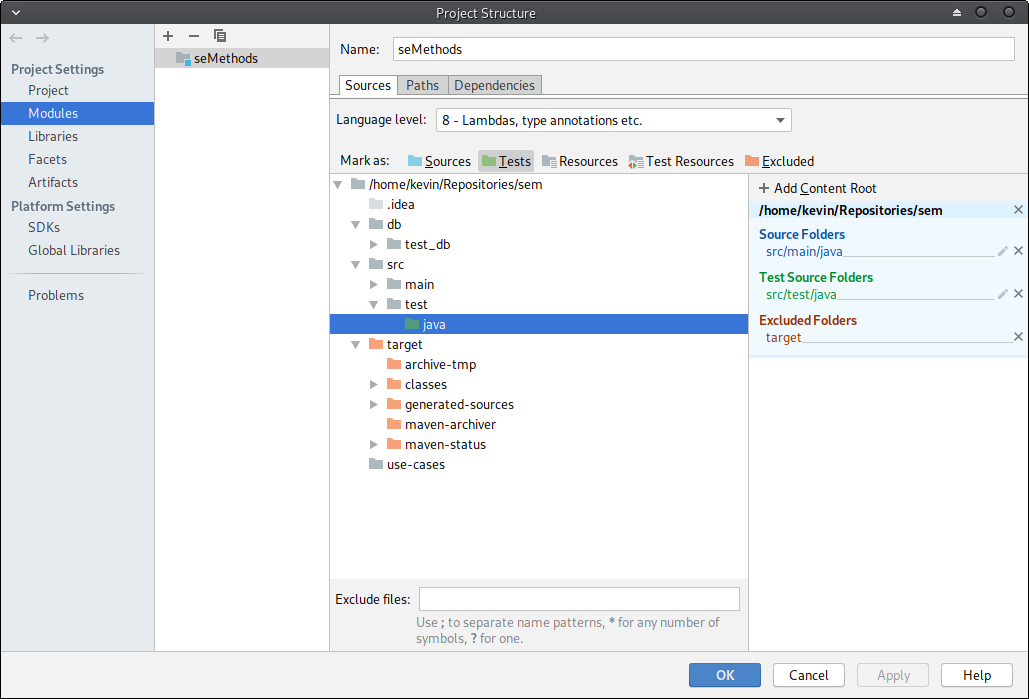 Project Structure
Project Settings
Project
Modules
Libraries
Facets
Artifacts
Platform Settings
SDKs
Global Libraries
Problems
seMethods
Name: seMethods
Sources Paths Dependencies
Language level: 8 - Lambdas, type annotations etc.
Mark as: Sources Tests Resources Test Resources Excluded
/home/kevin/Repositories/sem
.idea
db
test_db
src
main
test
java
target
archive-tmp
classes
generated-sources
maven-archiver
maven-status
use-cases
Exclude files:
Use ; to separate name patterns, * for any number of
symbols, ? for one.
+ Add Content Root
/home/kevin/Repositories/sem
Source Folders
src/main/java
Test Source Folders
src/test/java
Excluded Folders
target
OK Cancel Apply Help